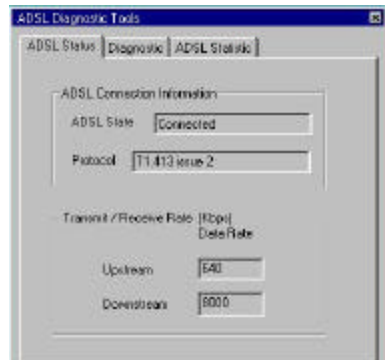 ADSL Diagnostic Tools
ADSL Status Diagnostic ADSL Statistic
ADSL Connection Information
ADSL State Connected
Protocol T1.413 issue 2
Transmit / Receive Rate (Kbps)
Data Rate
Upstream 640
Downstream 8000